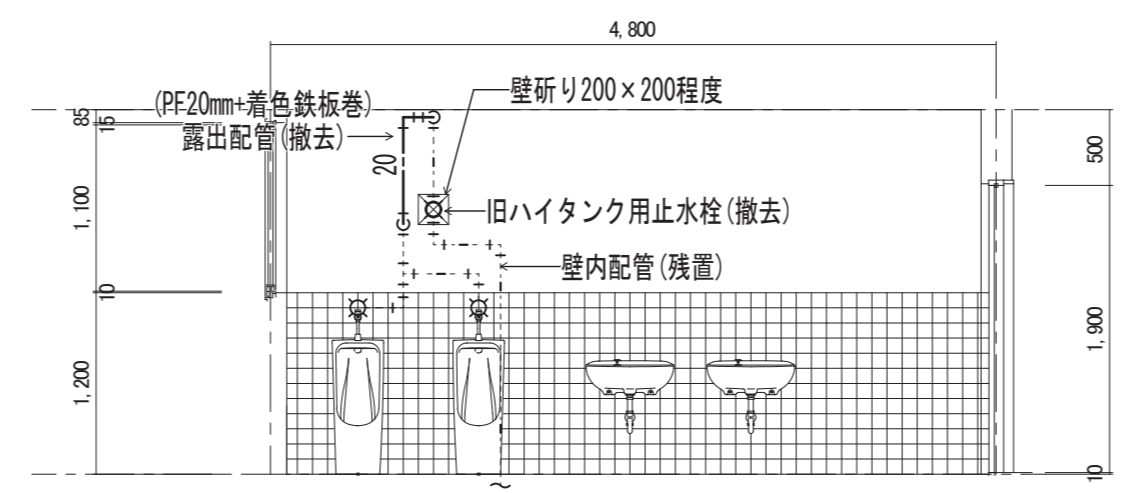 4,800
壁斫り200×200程度
(PF20mm+着色鉄板巻)
露出配管(撤去)
20
旧ハイタンク用止水栓(撤去)
壁内配管(残置)
85
15
1,100
10
1,200
500
1,900
10